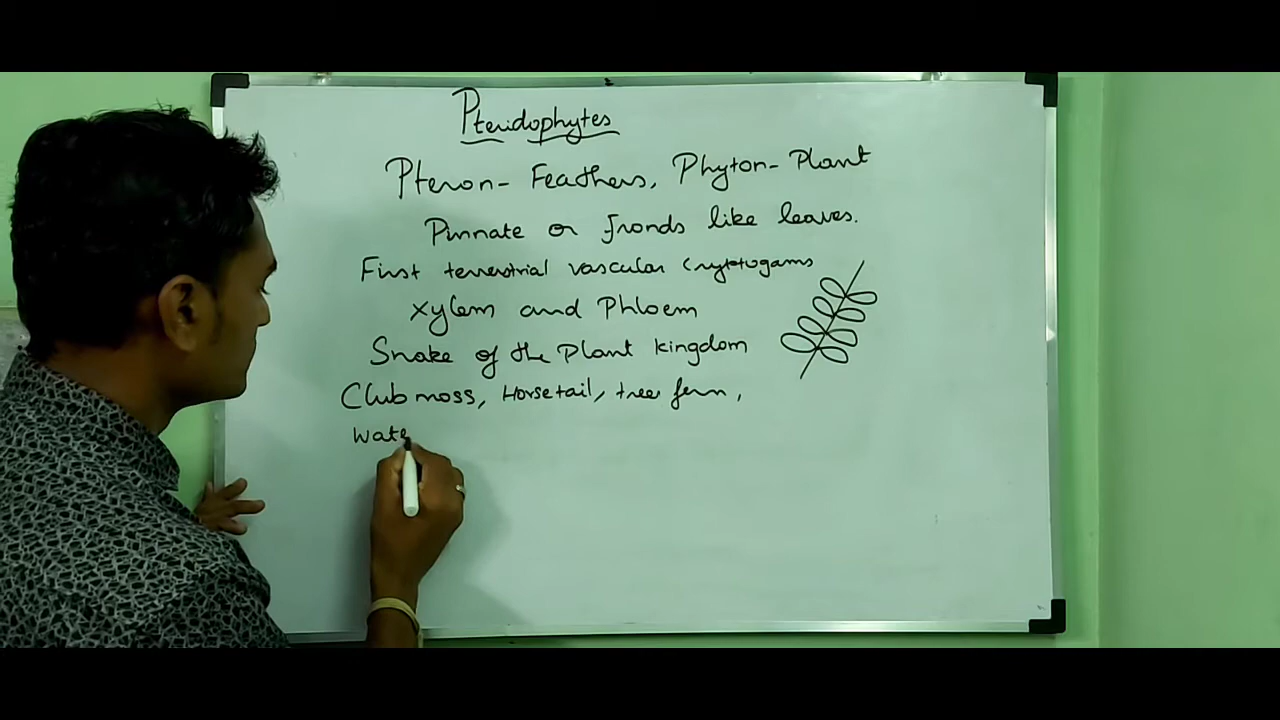 Pteridophytes
Pteron- Feathers, Phyton- Plant
Pinnate or fronds like leaves.
First terrestrial vascular Cryptogams
Xylem and Phloem
Snake of the Plant kingdom
Club moss, Horsetail, tree fern,
Wate